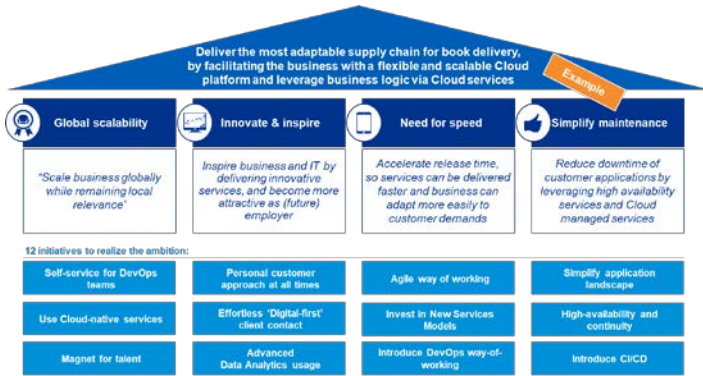 Deliver the most adaptable supply chain for book delivery,
by facilitating the business with a flexible and scalable Cloud
platform and leverage business logic via Cloud services
Example
Global scalability
Innovate & inspire
Need for speed
Simplify maintenance
"Scale business globally
while remaining local
relevance"
Inspire business and IT by
delivering innovative
services, and become more
attractive as (future)
employer
Accelerate release time,
so services can be delivered
faster and business can
adapt more easily to
customer demands
Reduce downtime of
customer applications by
leveraging high availability
services and Cloud
managed services
12 initiatives to realize the ambition:
Self-service for DevOps
teams
Personal customer
approach at all times
Agile way of working
Simplify application
landscape
Use Cloud-native services
Effortless 'Digital-first'
client contact
Invest in New Services
Models
High-availability and
continuity
Magnet for talent
Advanced
Data Analytics usage
Introduce DevOps way-of-
working
Introduce CI/CD